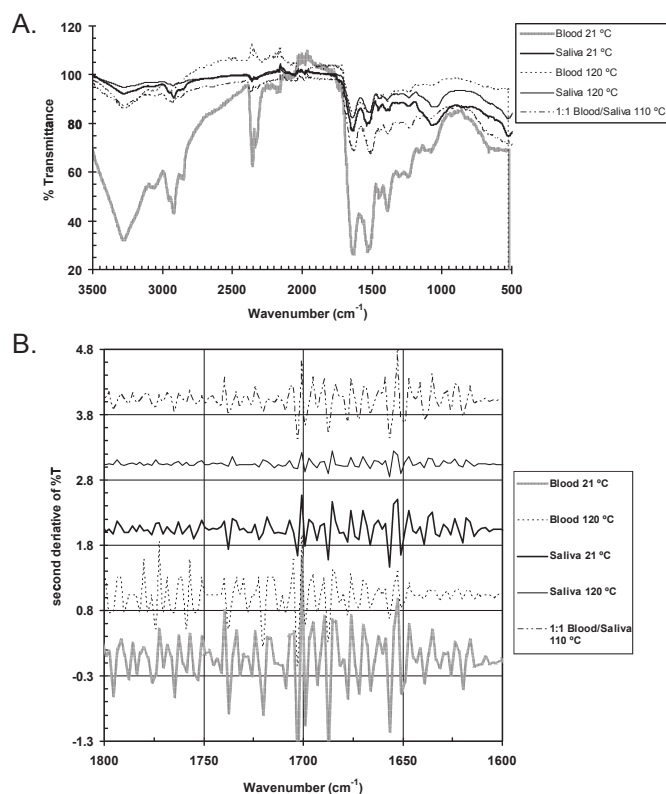 A.
120
100
80
60
40
20
% Transmittance
3500 3000 2500 2000 1500 1000 500
Wavenumber (cm-1)
Blood 21 ºC
Saliva 21 ºC
Blood 120 ºC
Saliva 120 ºC
1:1 Blood/Saliva 110 ºC
B.
4.8
3.8
2.8
1.8
0.8
-0.3
-1.3
second deriative of %T
1800 1750 1700 1650 1600
Wavenumber (cm-1)
Blood 21 ºC
Blood 120 ºC
Saliva 21 ºC
Saliva 120 ºC
1:1 Blood/Saliva
110 ºC